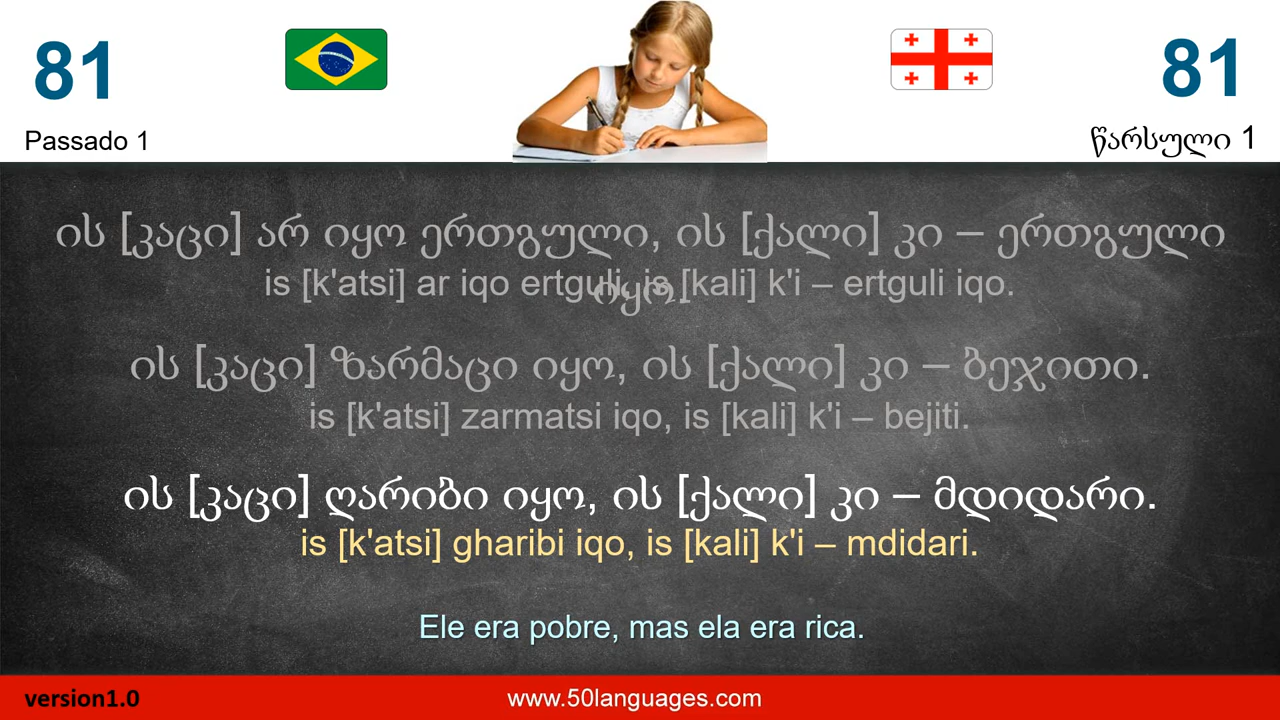 81
81
Passado 1
წარსული 1
ის [კაცი] არ იყო ერთგული, ის [ქალი] კი – ერთგული
იყო.
is [k'atsi] ar iqo ertguli, is [kali] k'i – ertguli iqo.
ის [კაცი] ზარმაცი იყო, ის [ქალი] კი – ბეჯითი.
is [k'atsi] zarmatsi iqo, is [kali] k'i – bejiti.
ის [კაცი] ღარიბი იყო, ის [ქალი] კი – მდიდარი.
is [k'atsi] gharibi iqo, is [kali] k'i – mdidari.
Ele era pobre, mas ela era rica.
version1.0
www.50languages.com